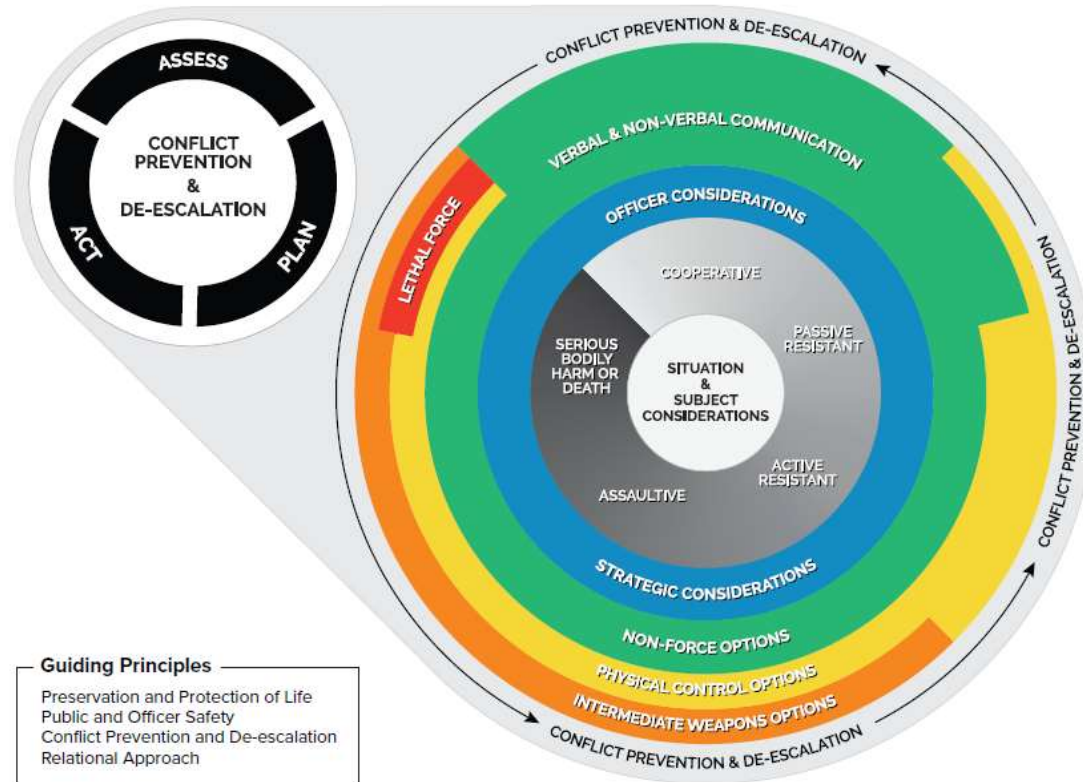 ASSESS
CONFLICT
PREVENTION
&
DE-ESCALATION
ACT
PLAN
CONFLICT PREVENTION & DE-ESCALATION
VERBAL & NON-VERBAL COMMUNICATION
OFFICER CONSIDERATIONS
LETHAL FORCE
COOPERATIVE
PASSIVE
RESISTANT
SERIOUS
BODILY
HARM OR
DEATH
SITUATION
&
SUBJECT
CONSIDERATIONS
CONFLICT PREVENTION & DE-ESCALATION
ACTIVE
RESISTANT
ASSAULTIVE
STRATEGIC CONSIDERATIONS
NON-FORCE OPTIONS
PHYSICAL CONTROL OPTIONS
INTERMEDIATE WEAPONS OPTIONS
CONFLICT PREVENTION & DE-ESCALATION
Guiding Principles
Preservation and Protection of Life
Public and Officer Safety
Conflict Prevention and De-escalation
Relational Approach